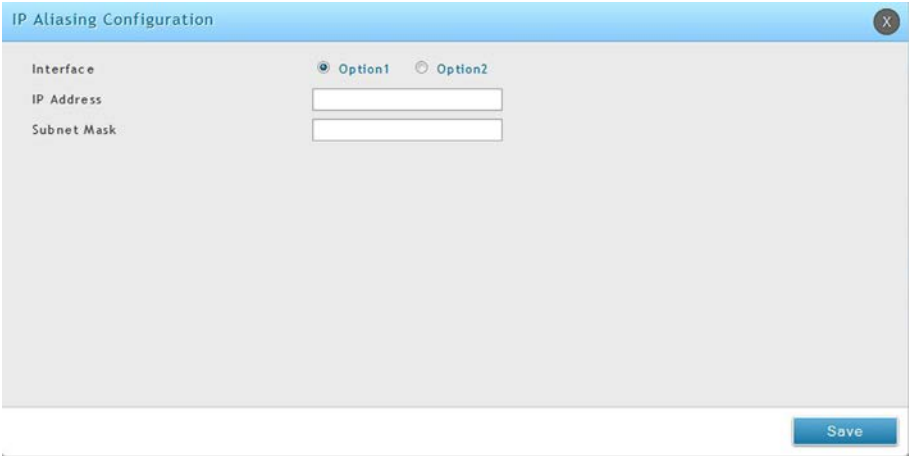 IP Aliasing Configuration
X
Interface Option1 Option2
IP Address
Subnet Mask
Save